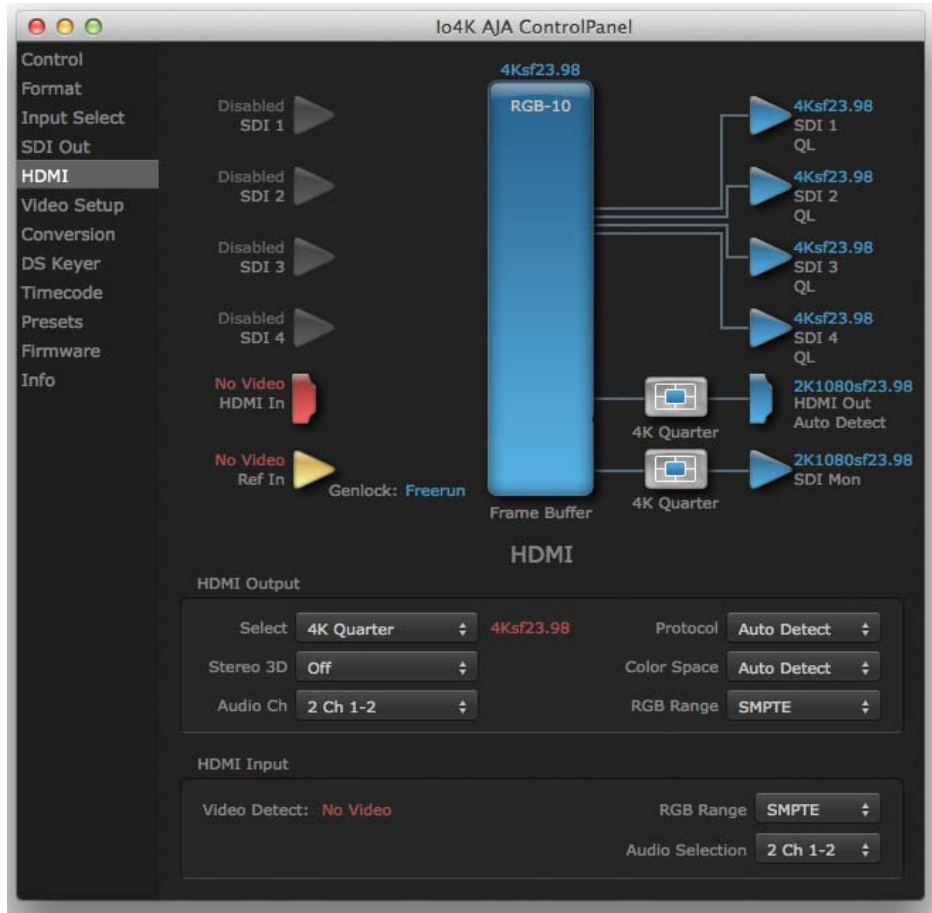 Io4K AJA ControlPanel
Control
Format
Input Select
SDI Out
HDMI
Video Setup
Conversion
DS Keyer
Timecode
Presets
Firmware
Info
4Ksf23.98
RGB-10
Frame Buffer
Disabled
SDI 1
Disabled
SDI 2
Disabled
SDI 3
Disabled
SDI 4
No Video
HDMI In
No Video
Ref In
Genlock: Freerun
4Ksf23.98
SDI 1
QL
4Ksf23.98
SDI 2
QL
4Ksf23.98
SDI 3
QL
4Ksf23.98
SDI 4
QL
4K Quarter
2K1080sf23.98
HDMI Out
Auto Detect
4K Quarter
2K1080sf23.98
SDI Mon
HDMI
HDMI Output
Select 4K Quarter 4Ksf23.98 Protocol Auto Detect
Stereo 3D Off Color Space Auto Detect
Audio Ch 2 Ch 1-2 RGB Range SMPTE
HDMI Input
Video Detect: No Video RGB Range SMPTE
Audio Selection 2 Ch 1-2